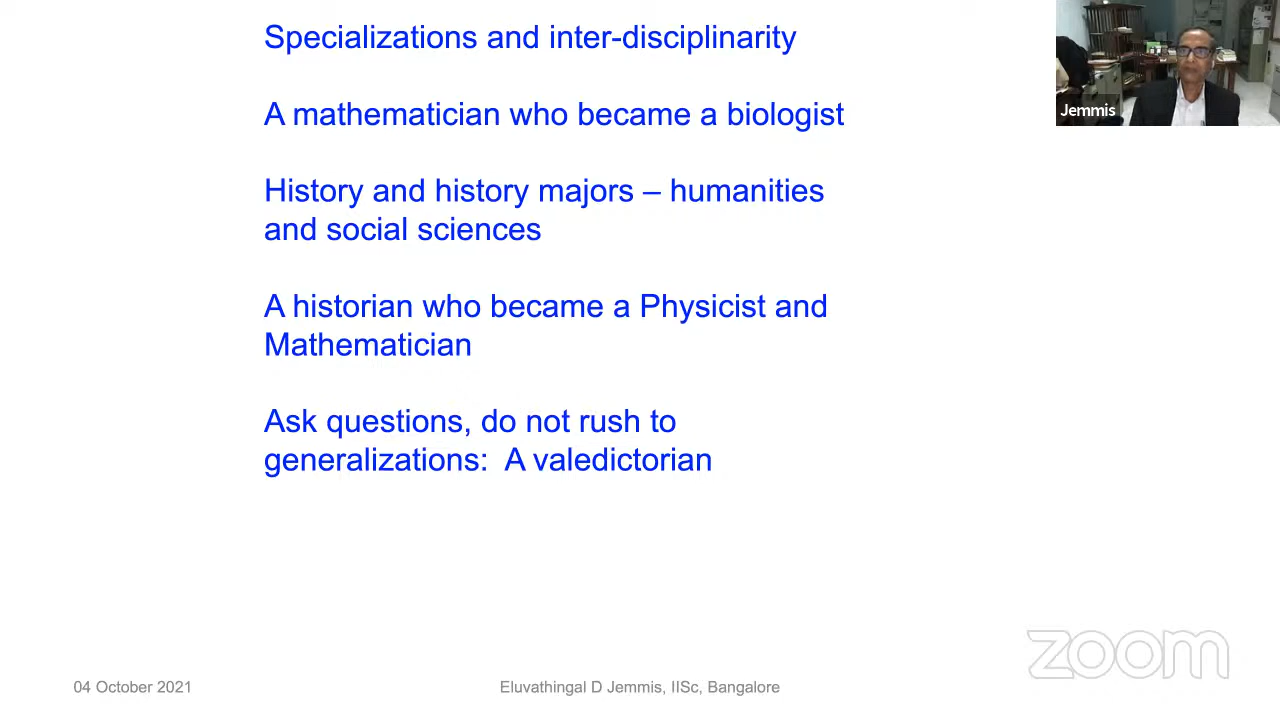 Specializations and inter-disciplinarity
Jemmis
A mathematician who became a biologist
History and history majors – humanities
and social sciences
A historian who became a Physicist and
Mathematician
Ask questions, do not rush to
generalizations:  A valedictorian
zoom
04 October 2021
Eluvathingal D Jemmis, IISc, Bangalore